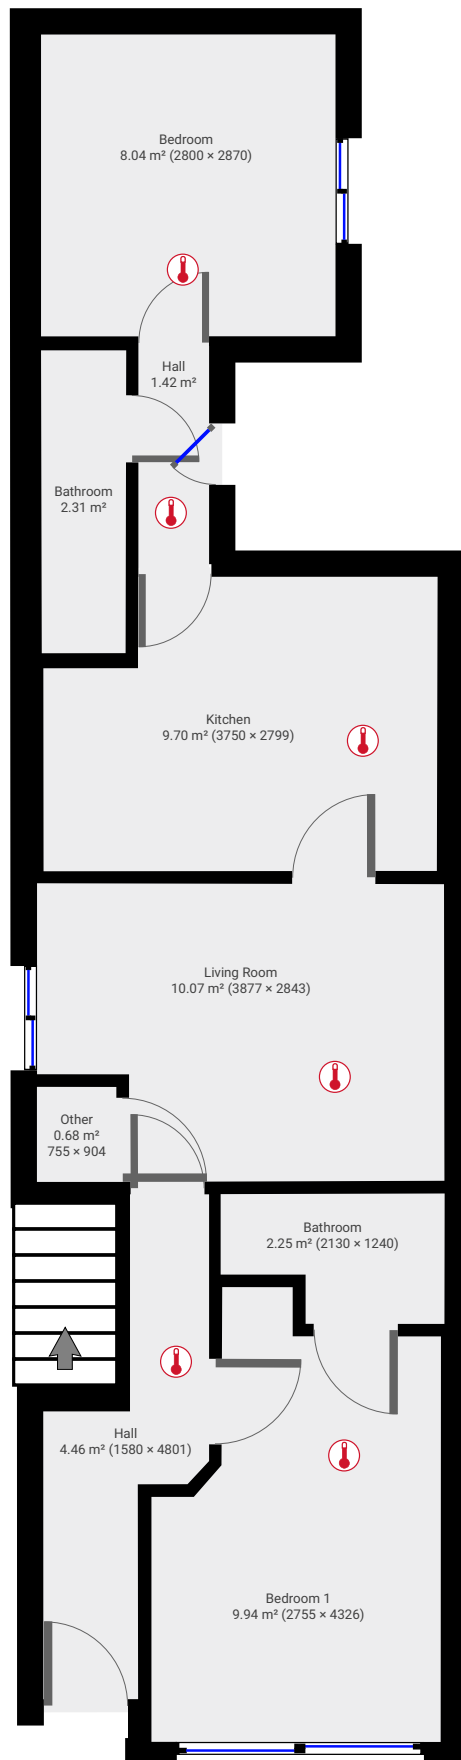 Bedroom
8.04 m² (2800 × 2870)
Hall
1.42 m²
Bathroom
2.31 m²
Kitchen
9.70 m² (3750 × 2799)
Living Room
10.07 m² (3877 × 2843)
Other
0.68 m²
755 × 904
Bathroom
2.25 m² (2130 × 1240)
Hall
4.46 m² (1580 × 4801)
Bedroom 1
9.94 m² (2755 × 4326)